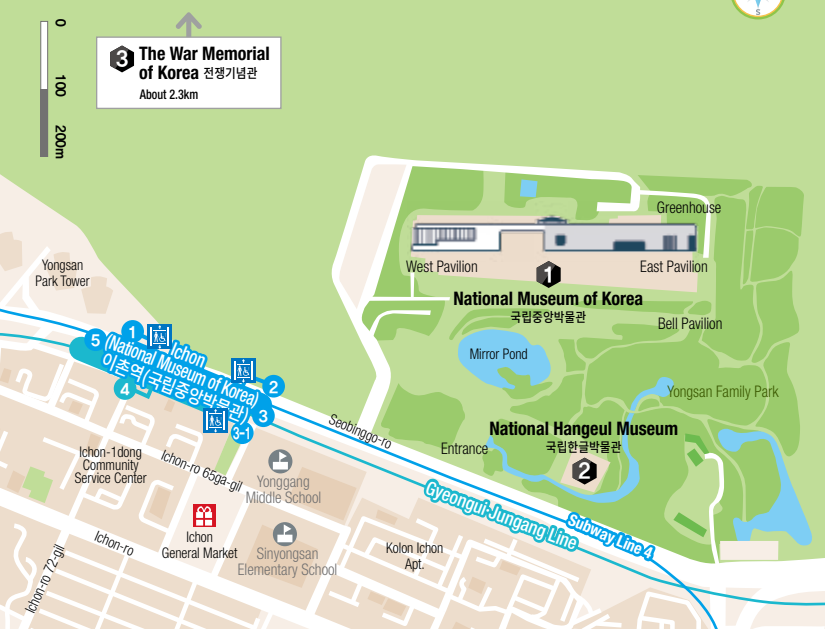 S
0
100
200m
3
The War Memorial
of Korea 전쟁기념관
About 2.3km
Greenhouse
West Pavilion
East Pavilion
1
National Museum of Korea
국립중앙박물관
Yongsan
Park Tower
Bell Pavilion
Mirror Pond
1
5
Ichon
(National Museum of Korea)
이촌역(국립중앙박물관)
2
4
3
3-1
Yongsan Family Park
Seobinggo-ro
National Hangeul Museum
국립한글박물관
2
Entrance
Ichon-1dong
Community
Service Center
Ichon-ro 65ga-gil
Yonggang
Middle School
Gyeongui-Jungang Line
Subway Line 4
Ichon
General Market
Sinyongsan
Elementary School
Kolon Ichon
Apt.
Ichon-ro
Ichon-ro 72-gil